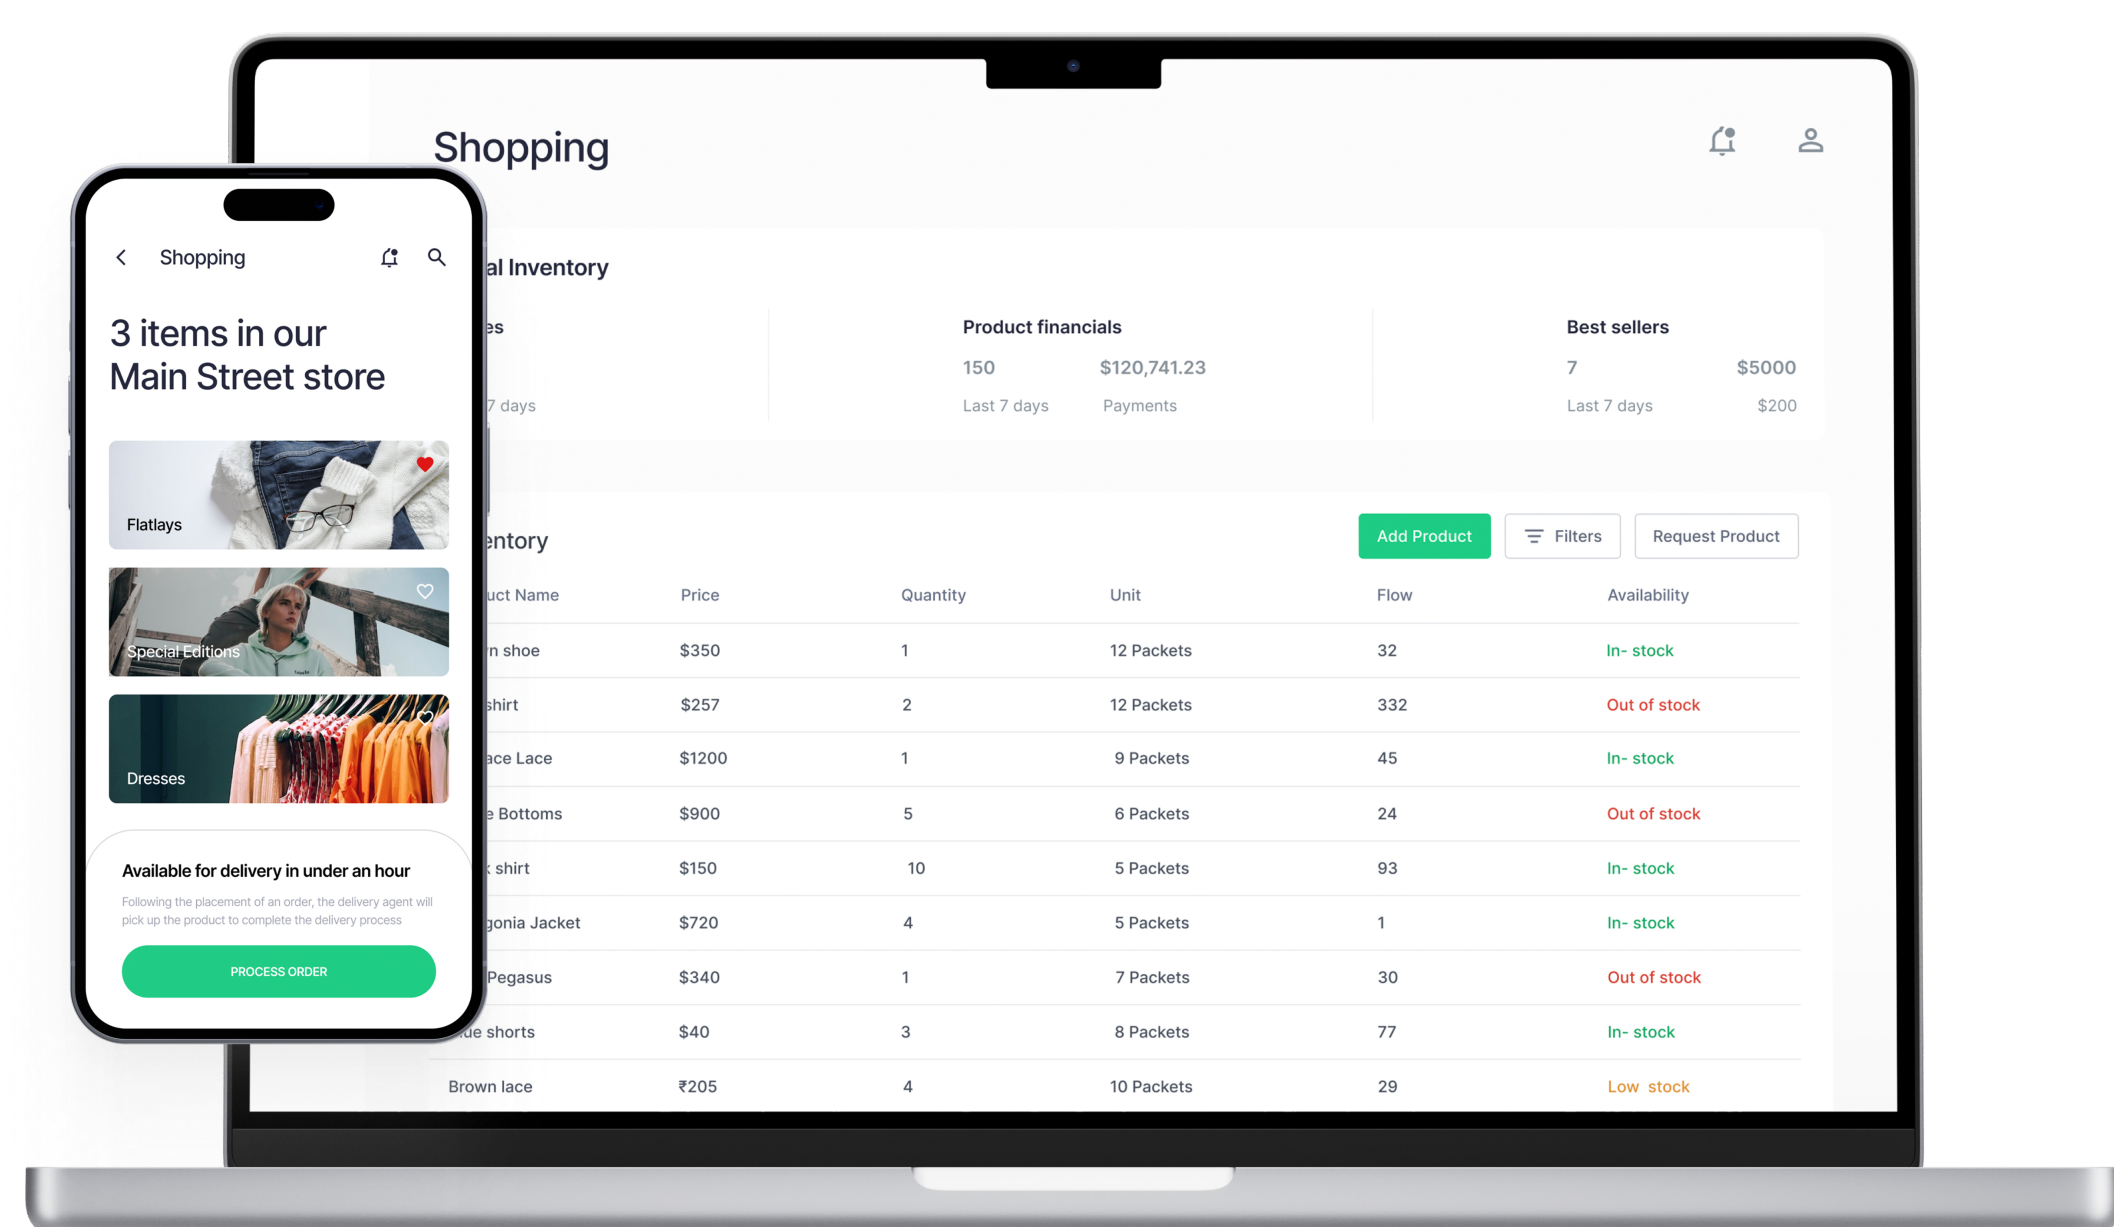 Shopping
3 items in our
Main Street store
Flatlays
Special Editions
Dresses
Available for delivery in under an hour
Following the placement of an order, the delivery agent will
pick up the product to complete the delivery process
PROCESS ORDER
Shopping
Inventory
Product financials
Best sellers
150 $120,741.23
7 $5000
7 days
Last 7 days Payments
Last 7 days $200
Add Product
Filters
Request Product
Name Price Quantity Unit Flow Availability
shoe $350 1 12 Packets 32 In- stock
shirt $257 2 12 Packets 332 Out of stock
Lace $1200 1 9 Packets 45 In- stock
Bottoms $900 5 6 Packets 24 Out of stock
shirt $150 10 5 Packets 93 In- stock
Jacket $720 4 5 Packets 1 In- stock
Pegasus $340 1 7 Packets 30 Out of stock
shorts $40 3 8 Packets 77 In- stock
Brown lace ₹205 4 10 Packets 29 Low stock